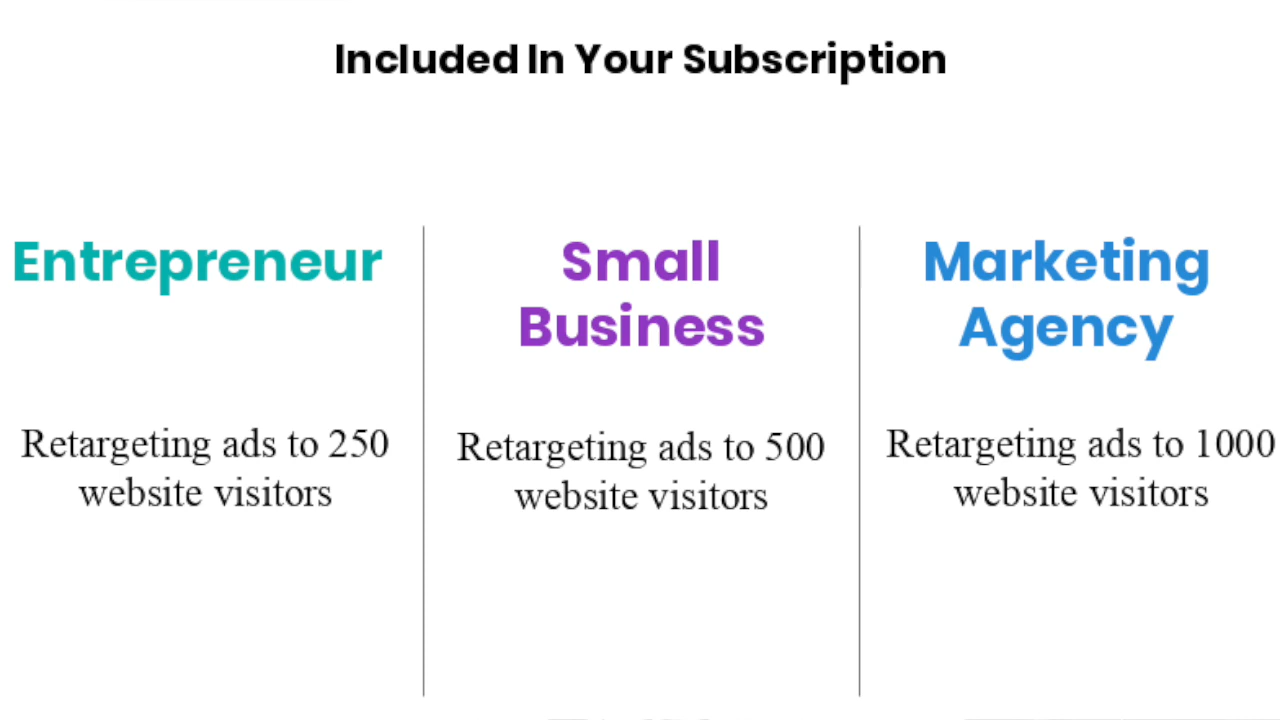 Included In Your Subscription
Entrepreneur
Retargeting ads to 250
website visitors
Small
Business
Retargeting ads to 500
website visitors
Marketing
Agency
Retargeting ads to 1000
website visitors